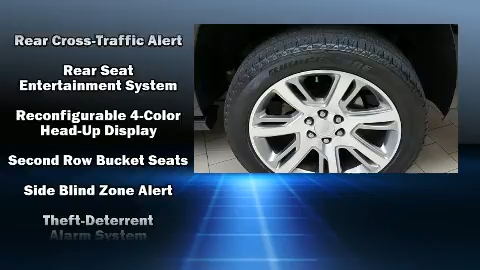 Rear Cross-Traffic Alert
Rear Seat
Entertainment System
Reconfigurable 4-Color
Head-Up Display
Second Row Bucket Seats
Side Blind Zone Alert
Theft-Deterrent
Alarm System